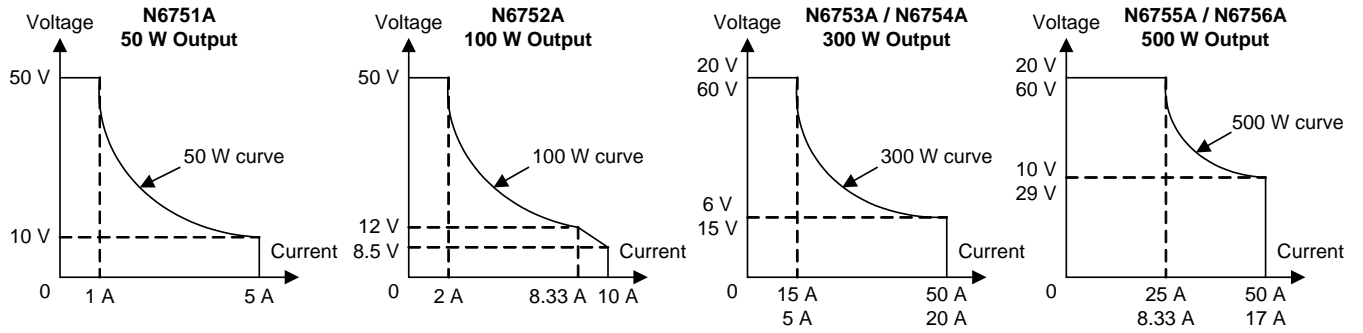 N6751A
50 W Output
Voltage
50 V
50 W curve
10 V
Current
0
1 A
5 A
N6752A
100 W Output
Voltage
50 V
100 W curve
12 V
8.5 V
Current
0
2 A
8.33 A
10 A
N6753A / N6754A
300 W Output
Voltage
20 V
60 V
300 W curve
6 V
15 V
Current
0
15 A
5 A
50 A
20 A
N6755A / N6756A
500 W Output
Voltage
20 V
60 V
500 W curve
10 V
29 V
Current
0
25 A
8.33 A
50 A
17 A